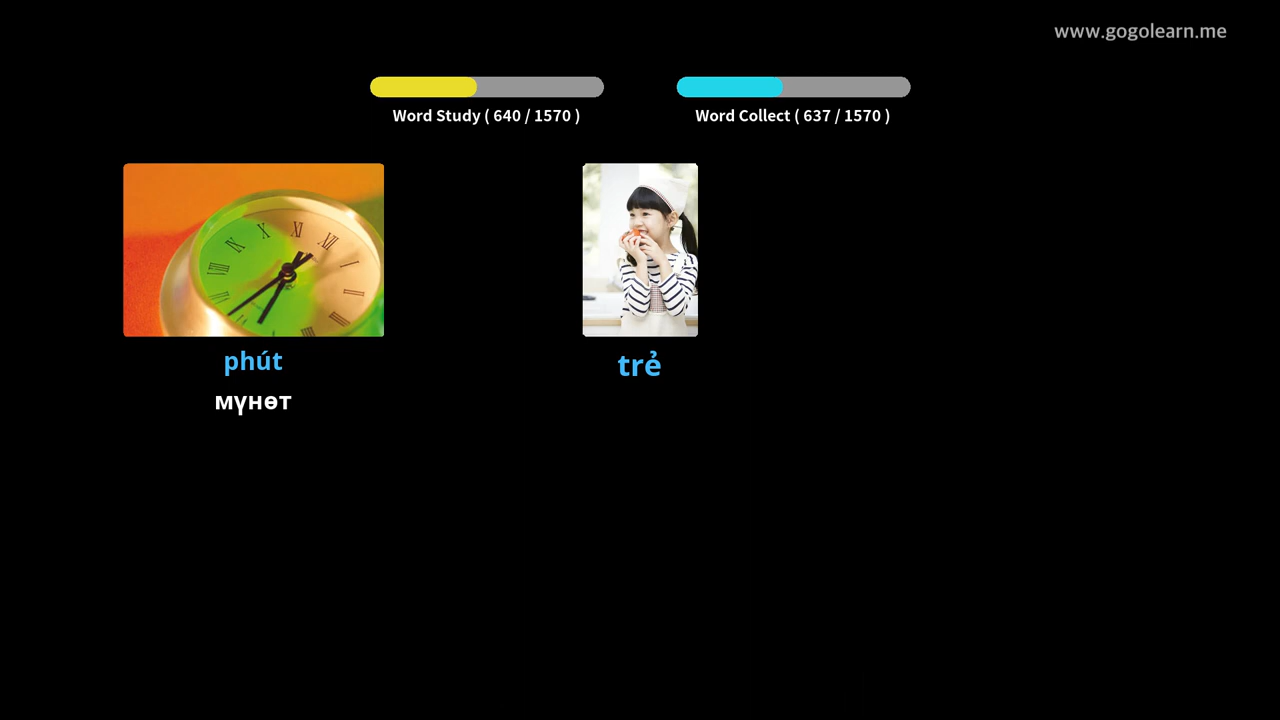 www.gogolearn.me
Word Study ( 640 / 1570 )
Word Collect ( 637 / 1570 )
phút
мүнөт
trẻ